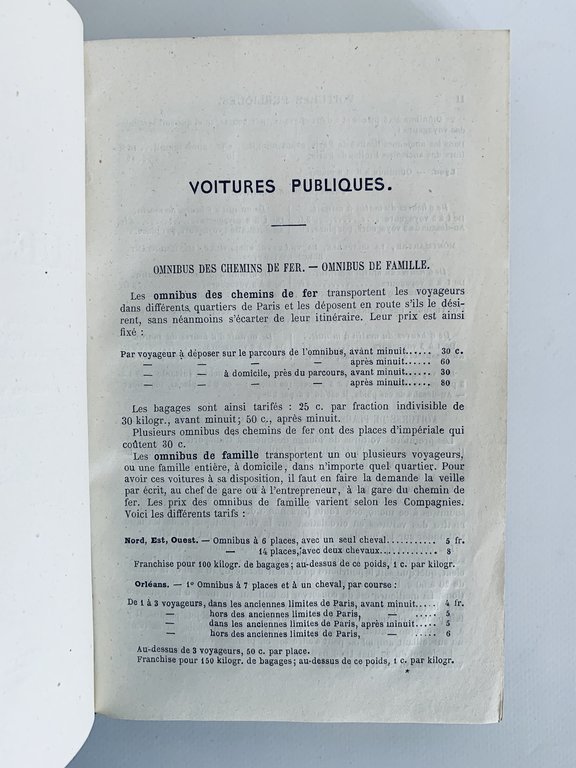 VOITURES PUBLIQUES.
OMNIBUS DES CHEMINS DE FER. — OMNIBUS DE FAMILLE.
Les omnibus des chemins de fer transportent les voyageurs
dans différents quartiers de Paris et les déposent en route s'ils le dési-
rent, sans néanmoins s'écarter de leur itinéraire. Leur prix est ainsi
fixé :
Par voyageur à déposer sur le parcours de l'omnibus, avant minuit...... 30 c.
— — — — après minuit...... 60
— — à domicile, près du parcours, avant minuit...... 30
— — — — après minuit...... 80
Les bagages sont ainsi tarifés : 25 c. par fraction indivisible de
30 kilogr., avant minuit; 50 c., après minuit.
Plusieurs omnibus des chemins de fer ont des places d'impériale qui
coûtent 30 c.
Les omnibus de famille transportent un ou plusieurs voyageurs,
ou une famille entière, à domicile, dans n'importe quel quartier. Pour
avoir ces voitures à sa disposition, il faut en faire la demande la veille
par écrit, au chef de gare ou à l'entrepreneur, à la gare du chemin de
fer. Les prix des omnibus de famille varient selon les Compagnies.
Voici les différents tarifs :
Nord, Est, Ouest. — Omnibus à 6 places, avec un seul cheval........... 5 fr.
— 14 places, avec deux chevaux............ 8
Franchise pour 100 kilogr. de bagages; au-dessus de ce poids, 1 c. par kilogr.
Orléans. — 1º Omnibus à 7 places et à un cheval, par course :
De 1 à 3 voyageurs, dans les anciennes limites de Paris, avant minuit..... 4 fr.
— hors des anciennes limites de Paris, — ..... 5
— dans les anciennes limites de Paris, après minuit..... 5
— hors des anciennes limites de Paris, — ..... 6
Au-dessus de 3 voyageurs, 50 c. par place.
Franchise pour 150 kilogr. de bagages; au-dessus de ce poids, 1 c. par kilogr.
*